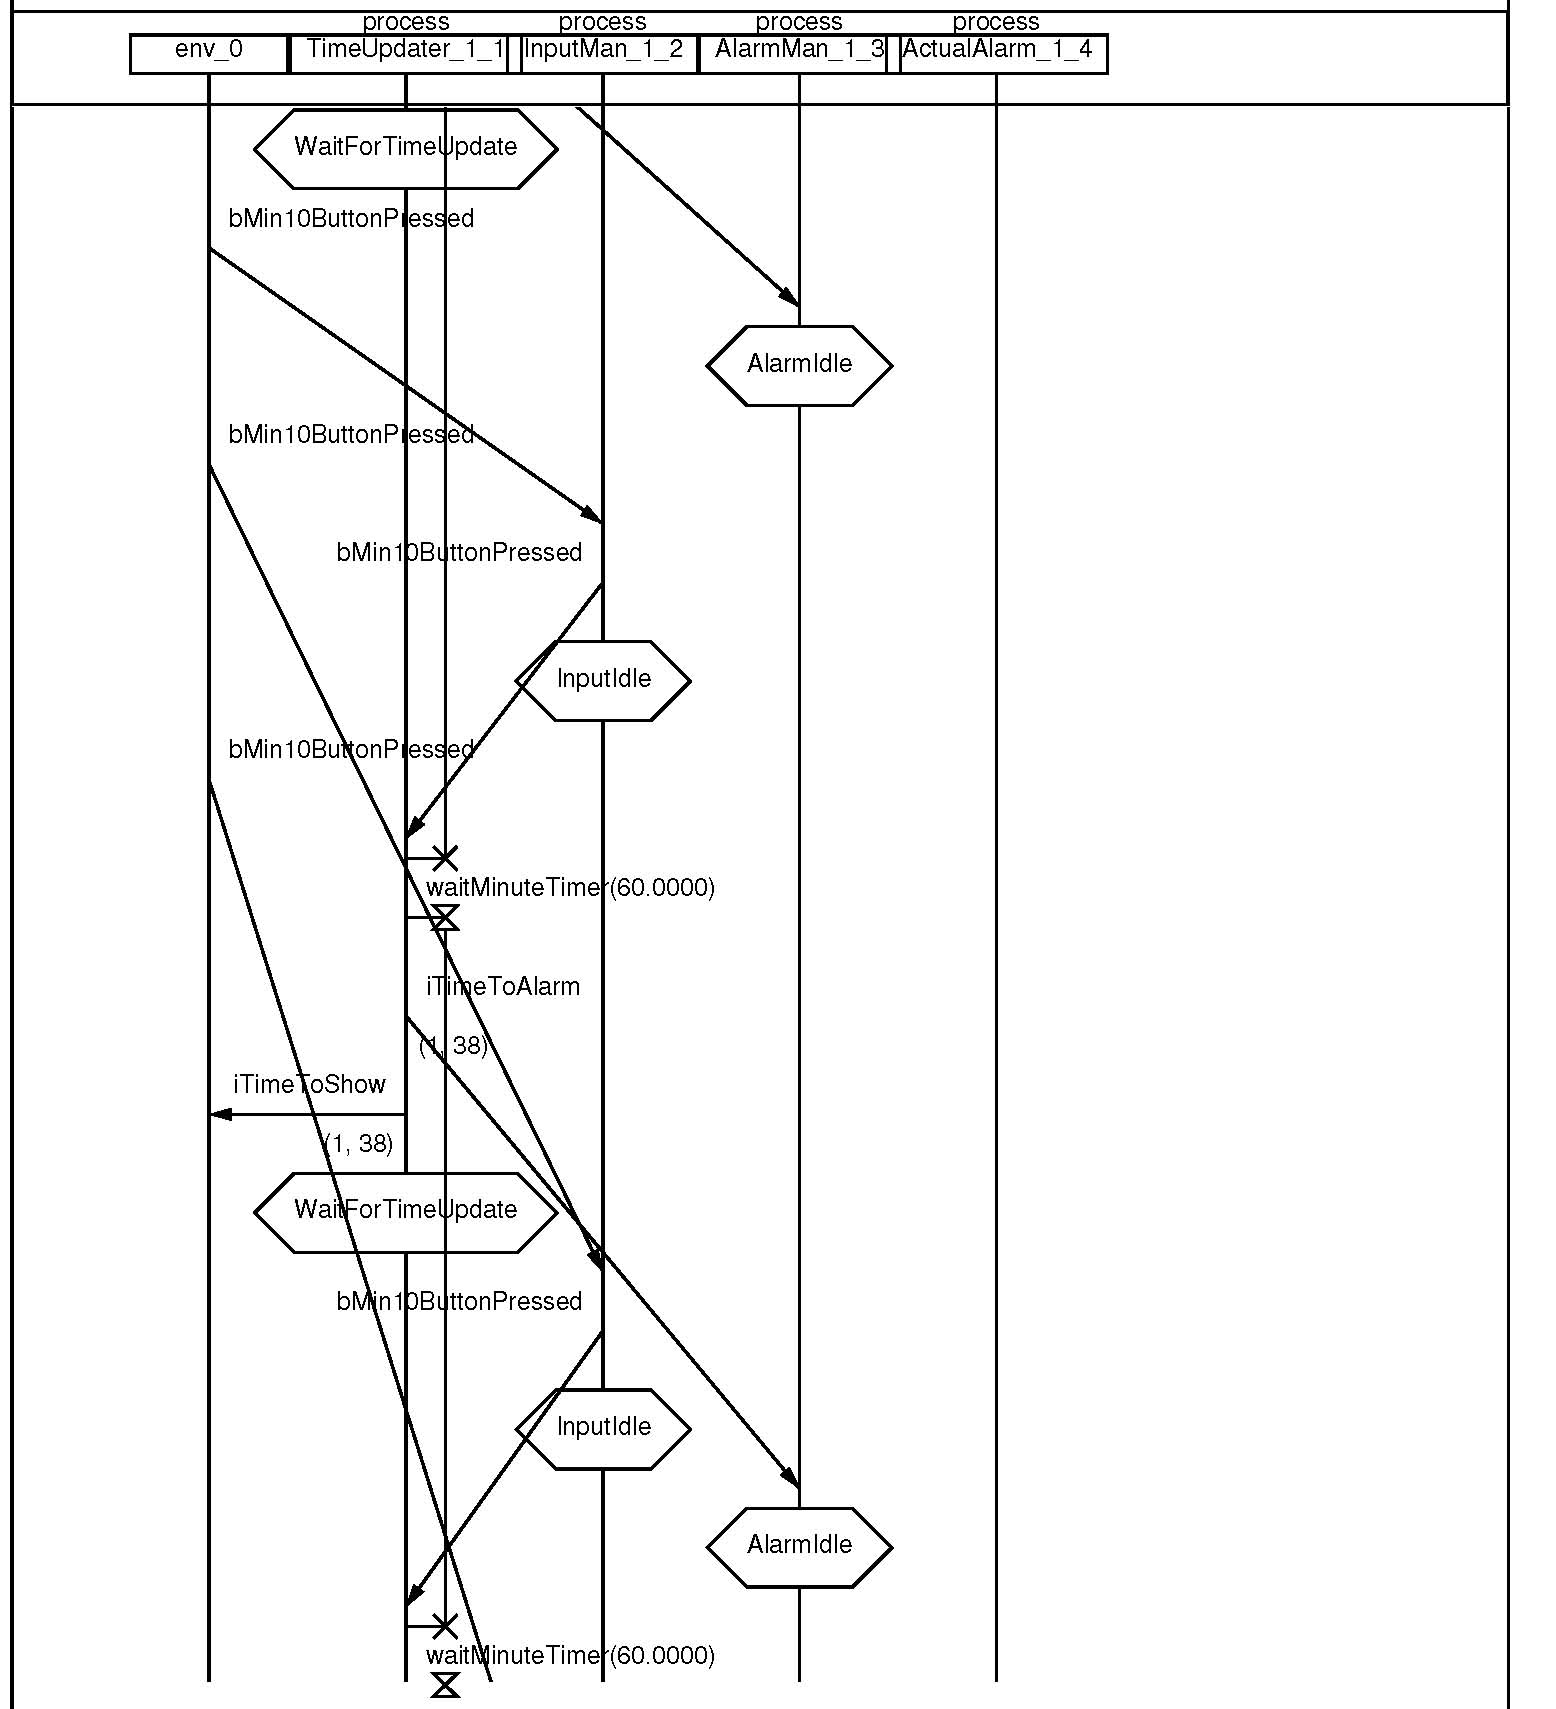 process process process process
env_0 TimeUpdater_1_1 InputMan_1_2 AlarmMan_1_3 ActualAlarm_1_4
WaitForTimeUpdate
bMin10ButtonPressed
AlarmIdle
bMin10ButtonPressed
bMin10ButtonPressed
InputIdle
bMin10ButtonPressed
waitMinuteTimer(60.0000)
iTimeToAlarm
(1, 38)
iTimeToShow
(1, 38)
WaitForTimeUpdate
bMin10ButtonPressed
InputIdle
AlarmIdle
waitMinuteTimer(60.0000)